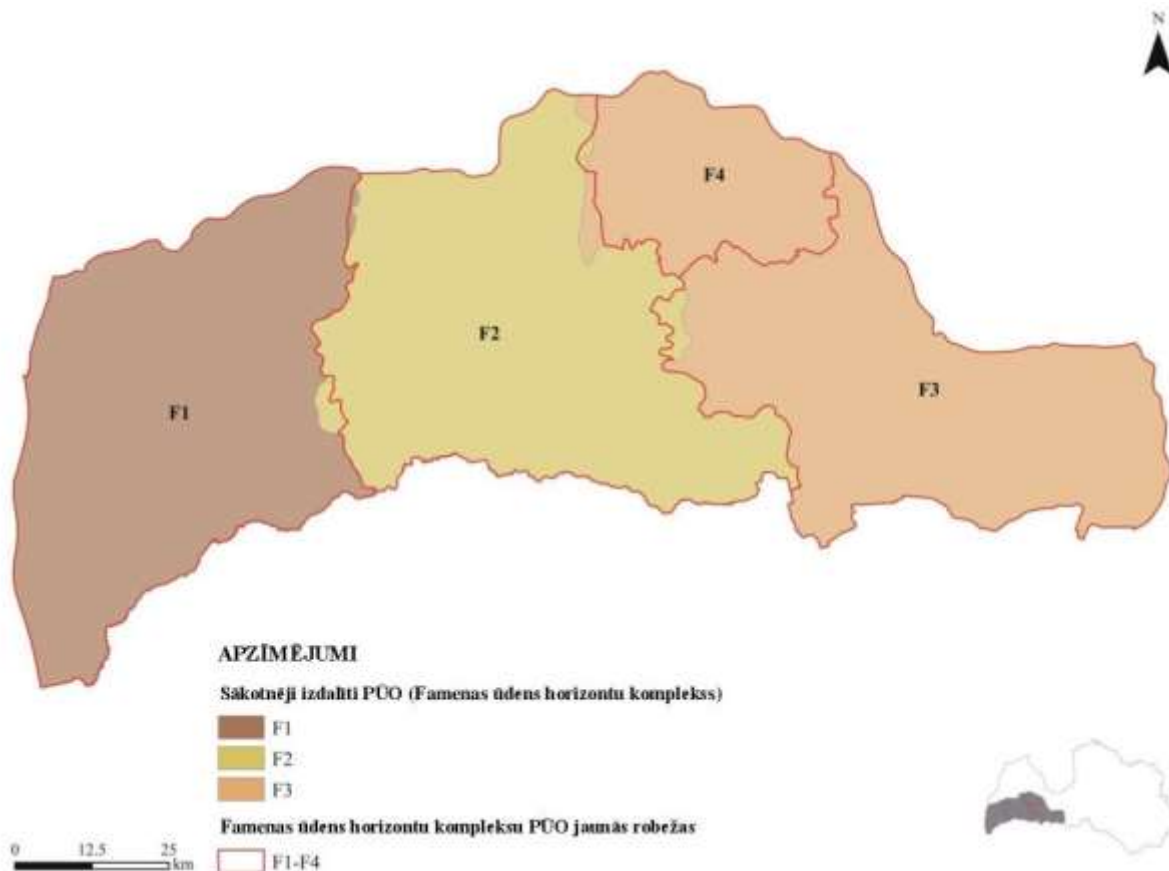 N
F4
F2
F3
F1
APZĪMĒJUMI
Sākotnēji izdalīti PŪO (Famenas ūdens horizontu komplekss)
F1
F2
F3
Famenas ūdens horizontu kompleksu PŪO jaunās robežas
F1-F4
0 12.5 25
km